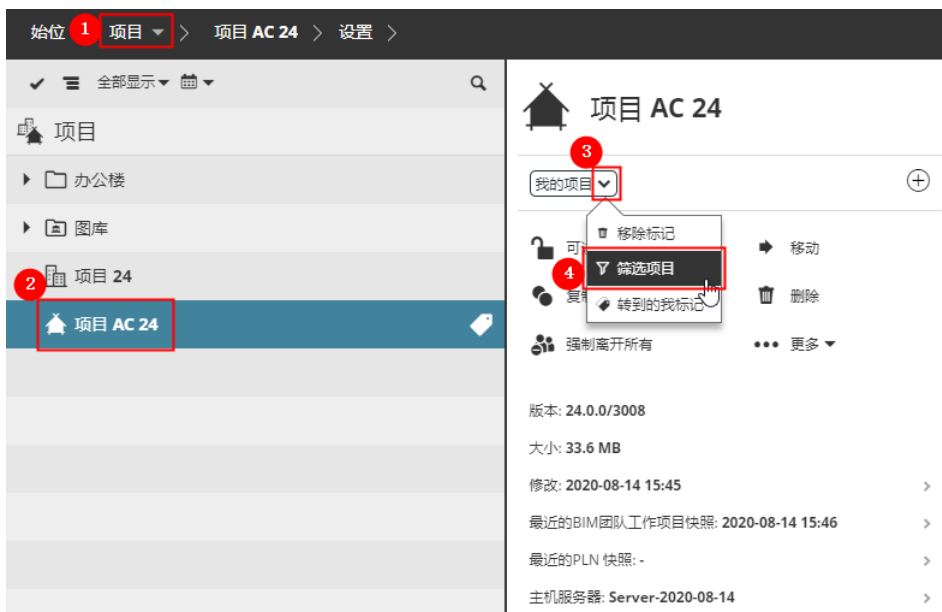 始位 1 项目 > 项目 AC 24 > 设置 >
全部显示
项目
办公楼
图库
项目 24
2
项目 AC 24
项目 AC 24
3
我的项目
移除标记
4 筛选项目
转到的我标记
可
移动
复制
删除
强制离开所有
更多
版本: 24.0.0/3008
大小: 33.6 MB
修改: 2020-08-14 15:45
最近的BIM团队工作项目快照: 2020-08-14 15:46
最近的PLN 快照: -
主机服务器: Server-2020-08-14